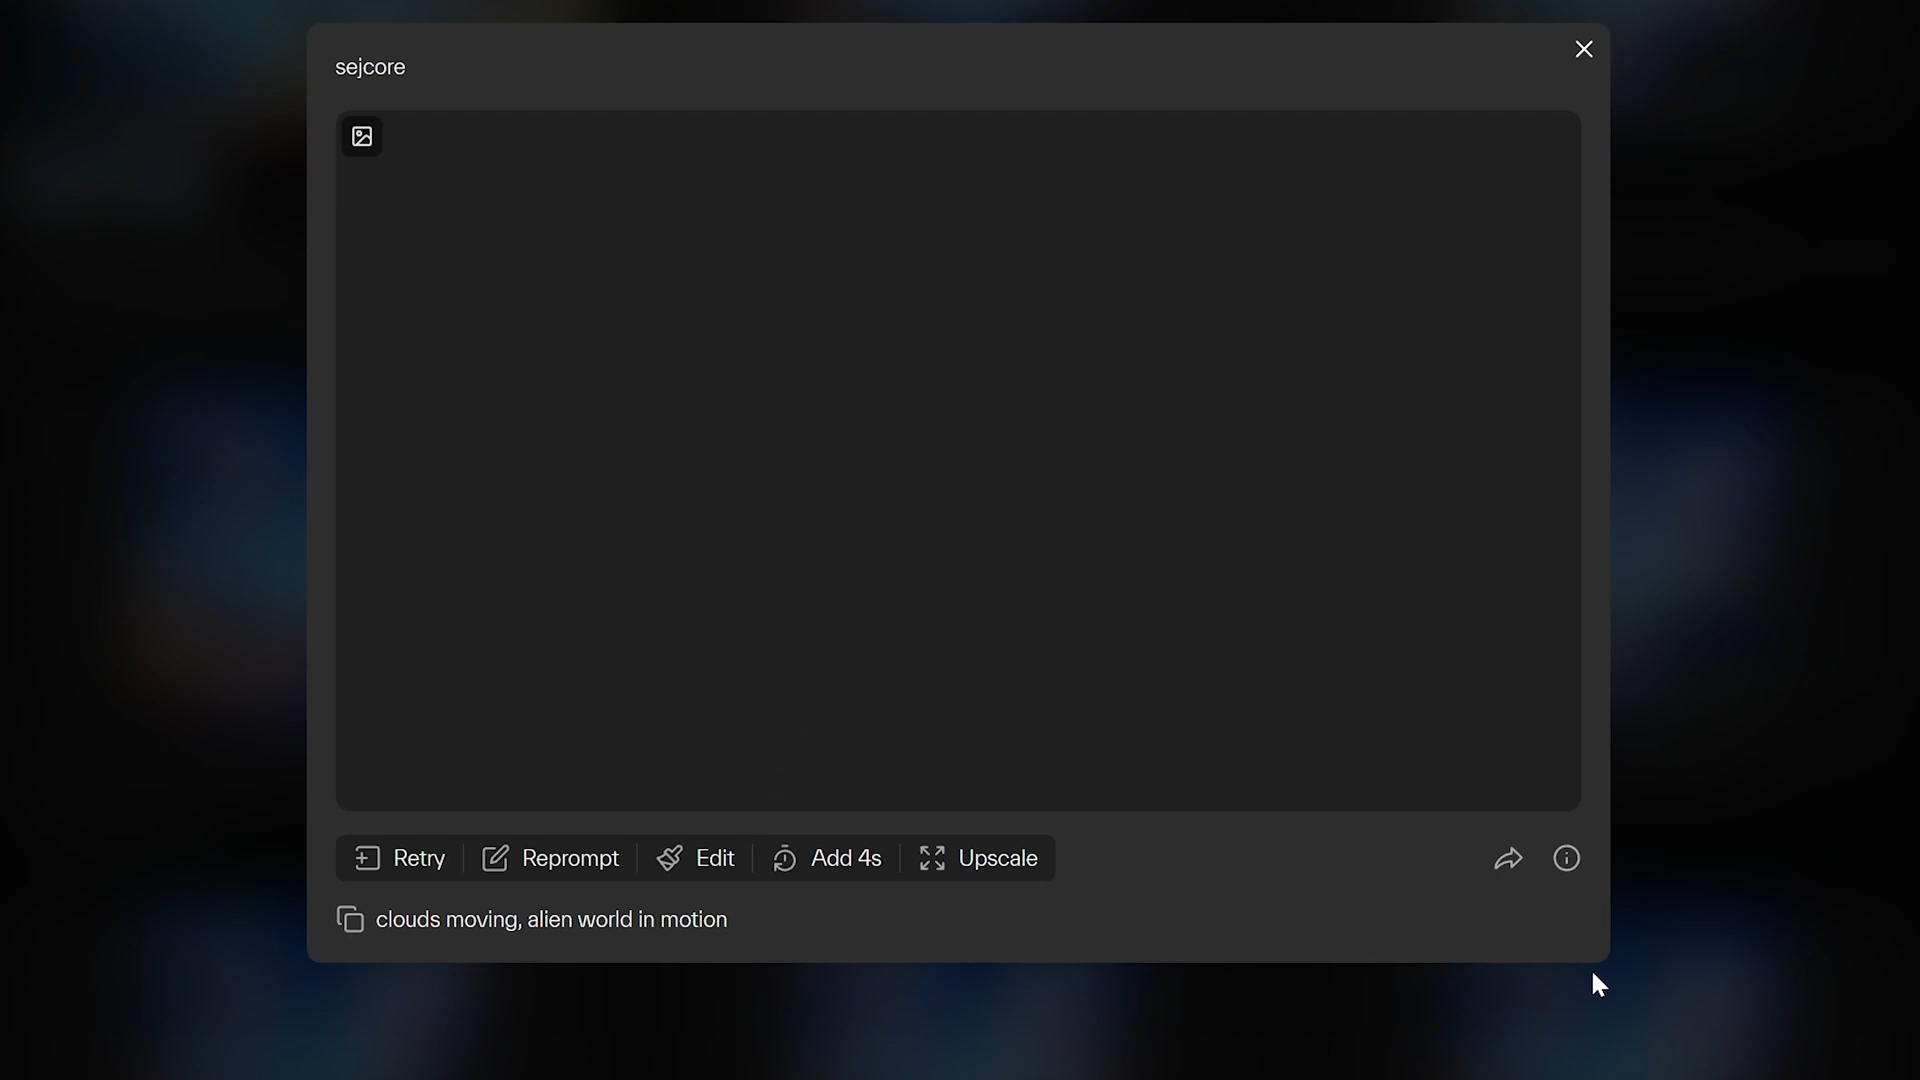 sejcore
Retry Reprompt Edit Add 4s Upscale
clouds moving, alien world in motion